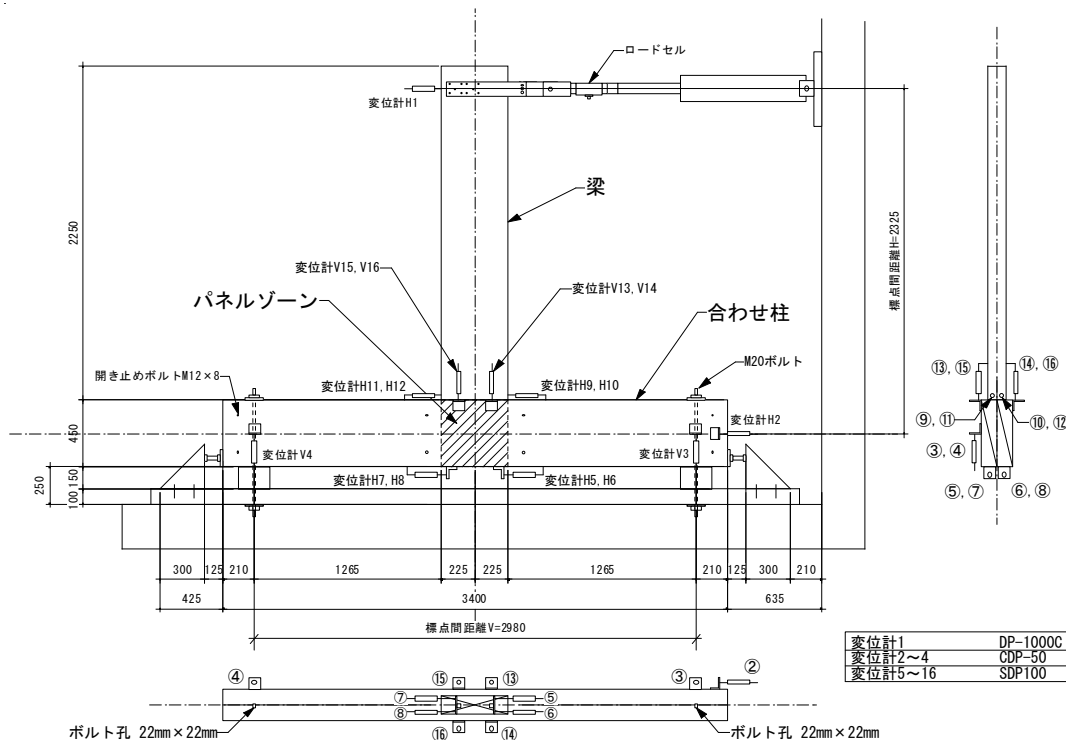 ロードセル
変位計H1
梁
2250
標点間距離H=2325
変位計V15, V16
変位計V13, V14
パネルゾーン
合わせ柱
M20ボルト
開き止めボルトM12×8
変位計H11, H12
変位計H9, H10
変位計H2
⑬, ⑮
⑭, ⑯
⑨, ⑪
⑩, ⑫
③, ④
⑤, ⑦
⑥, ⑧
450
変位計V4
変位計V3
変位計H7, H8
変位計H5, H6
250
150
100
300
125
210
1265
225
225
1265
210
125
300
210
425
3400
635
標点間距離V=2980
変位計1 DP-1000C
変位計2~4 CDP-50
変位計5~16 SDP100
④
⑮
⑬
③
②
⑦
⑤
⑧
⑥
ボルト孔 22mm×22mm
⑯
⑭
ボルト孔 22mm×22mm